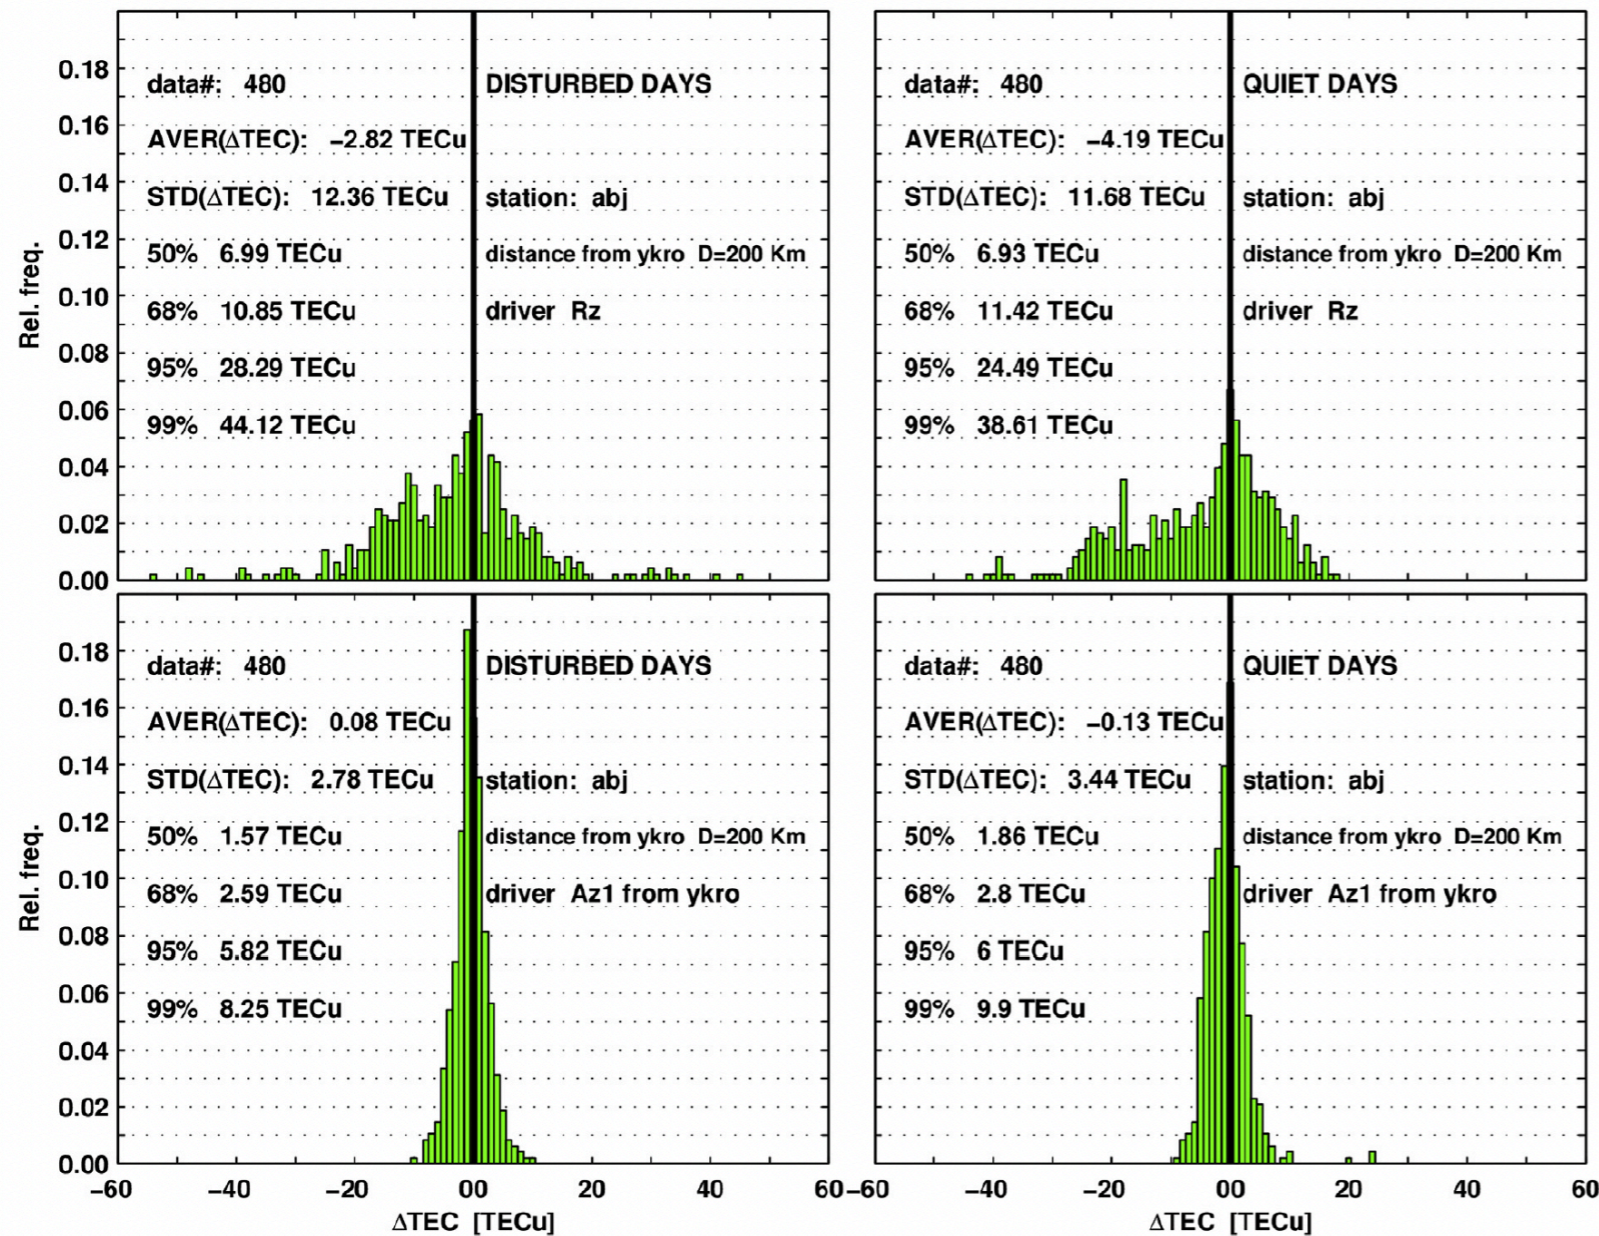 0.18
0.16
0.14
0.12
0.10
0.08
0.06
0.04
0.02
0.00
Rel. freq.
data#: 480 DISTURBED DAYS
AVER(ΔTEC): −2.82 TECu
STD(ΔTEC): 12.36 TECu station: abj
50% 6.99 TECu distance from ykro D=200 Km
68% 10.85 TECu driver Rz
95% 28.29 TECu
99% 44.12 TECu
data#: 480 QUIET DAYS
AVER(ΔTEC): −4.19 TECu
STD(ΔTEC): 11.68 TECu station: abj
50% 6.93 TECu distance from ykro D=200 Km
68% 11.42 TECu driver Rz
95% 24.49 TECu
99% 38.61 TECu
0.18
0.16
0.14
0.12
0.10
0.08
0.06
0.04
0.02
0.00
Rel. freq.
data#: 480 DISTURBED DAYS
AVER(ΔTEC): 0.08 TECu
STD(ΔTEC): 2.78 TECu station: abj
50% 1.57 TECu distance from ykro D=200 Km
68% 2.59 TECu driver Az1 from ykro
95% 5.82 TECu
99% 8.25 TECu
−60 −40 −20 00 20 40 60
ΔTEC [TECu]
data#: 480 QUIET DAYS
AVER(ΔTEC): −0.13 TECu
STD(ΔTEC): 3.44 TECu station: abj
50% 1.86 TECu distance from ykro D=200 Km
68% 2.8 TECu driver Az1 from ykro
95% 6 TECu
99% 9.9 TECu
−60 −40 −20 00 20 40 60
ΔTEC [TECu]